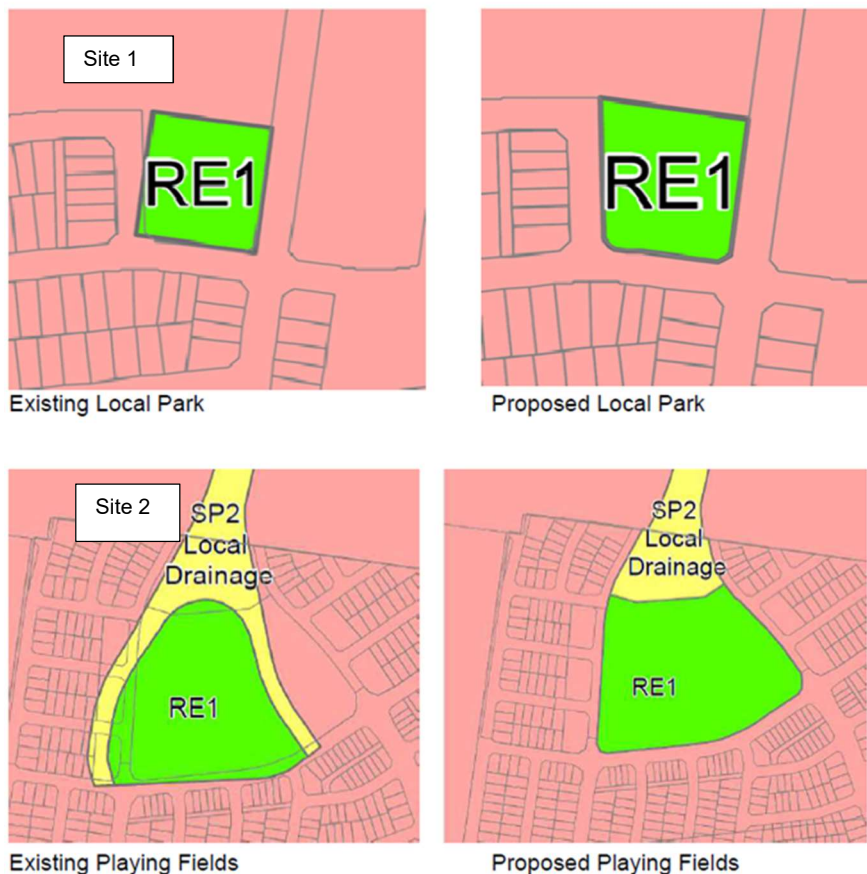 Site 1
RE1
RE1
Existing Local Park
Proposed Local Park
Site 2
SP2
Local
Drainage
RE1
SP2
Local
Drainage
RE1
Existing Playing Fields
Proposed Playing Fields